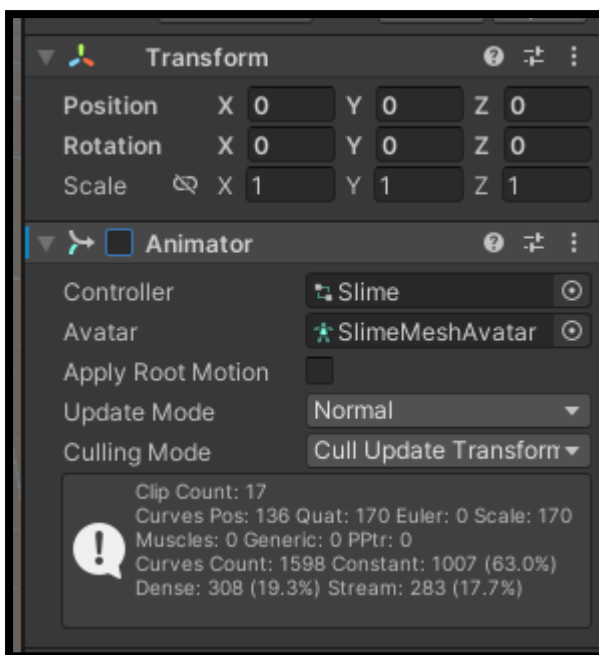 Transform
Position X 0 Y 0 Z 0
Rotation X 0 Y 0 Z 0
Scale X 1 Y 1 Z 1
Animator
Controller Slime
Avatar SlimeMeshAvatar
Apply Root Motion
Update Mode Normal
Culling Mode Cull Update Transform
Clip Count: 17
Curves Pos: 136 Quat: 170 Euler: 0 Scale: 170
Muscles: 0 Generic: 0 PPtr: 0
Curves Count: 1598 Constant: 1007 (63.0%)
Dense: 308 (19.3%) Stream: 283 (17.7%)